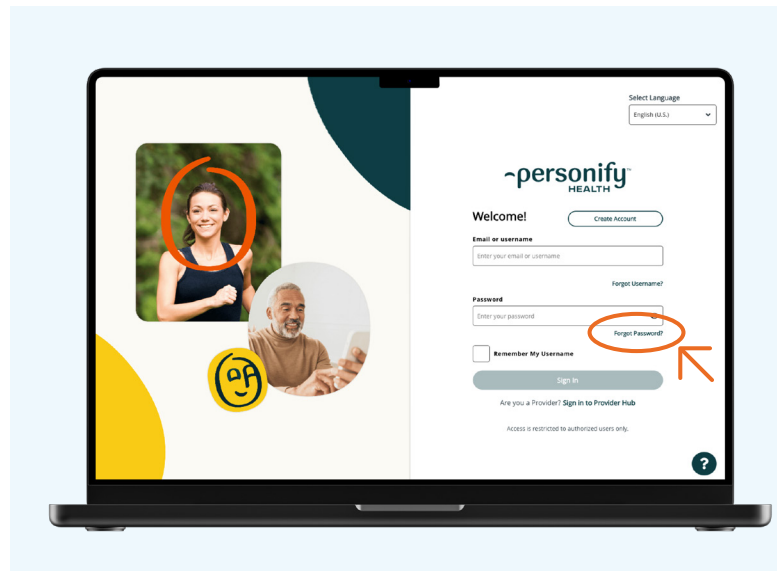 Select Language
English (U.S.)
personify™
HEALTH
Welcome!
Create Account
Email or username
Enter your email or username
Forgot Username?
Password
Enter your password
Forgot Password?
Remember My Username
Sign In
Are you a Provider? Sign in to Provider Hub
Access is restricted to authorized users only.
?